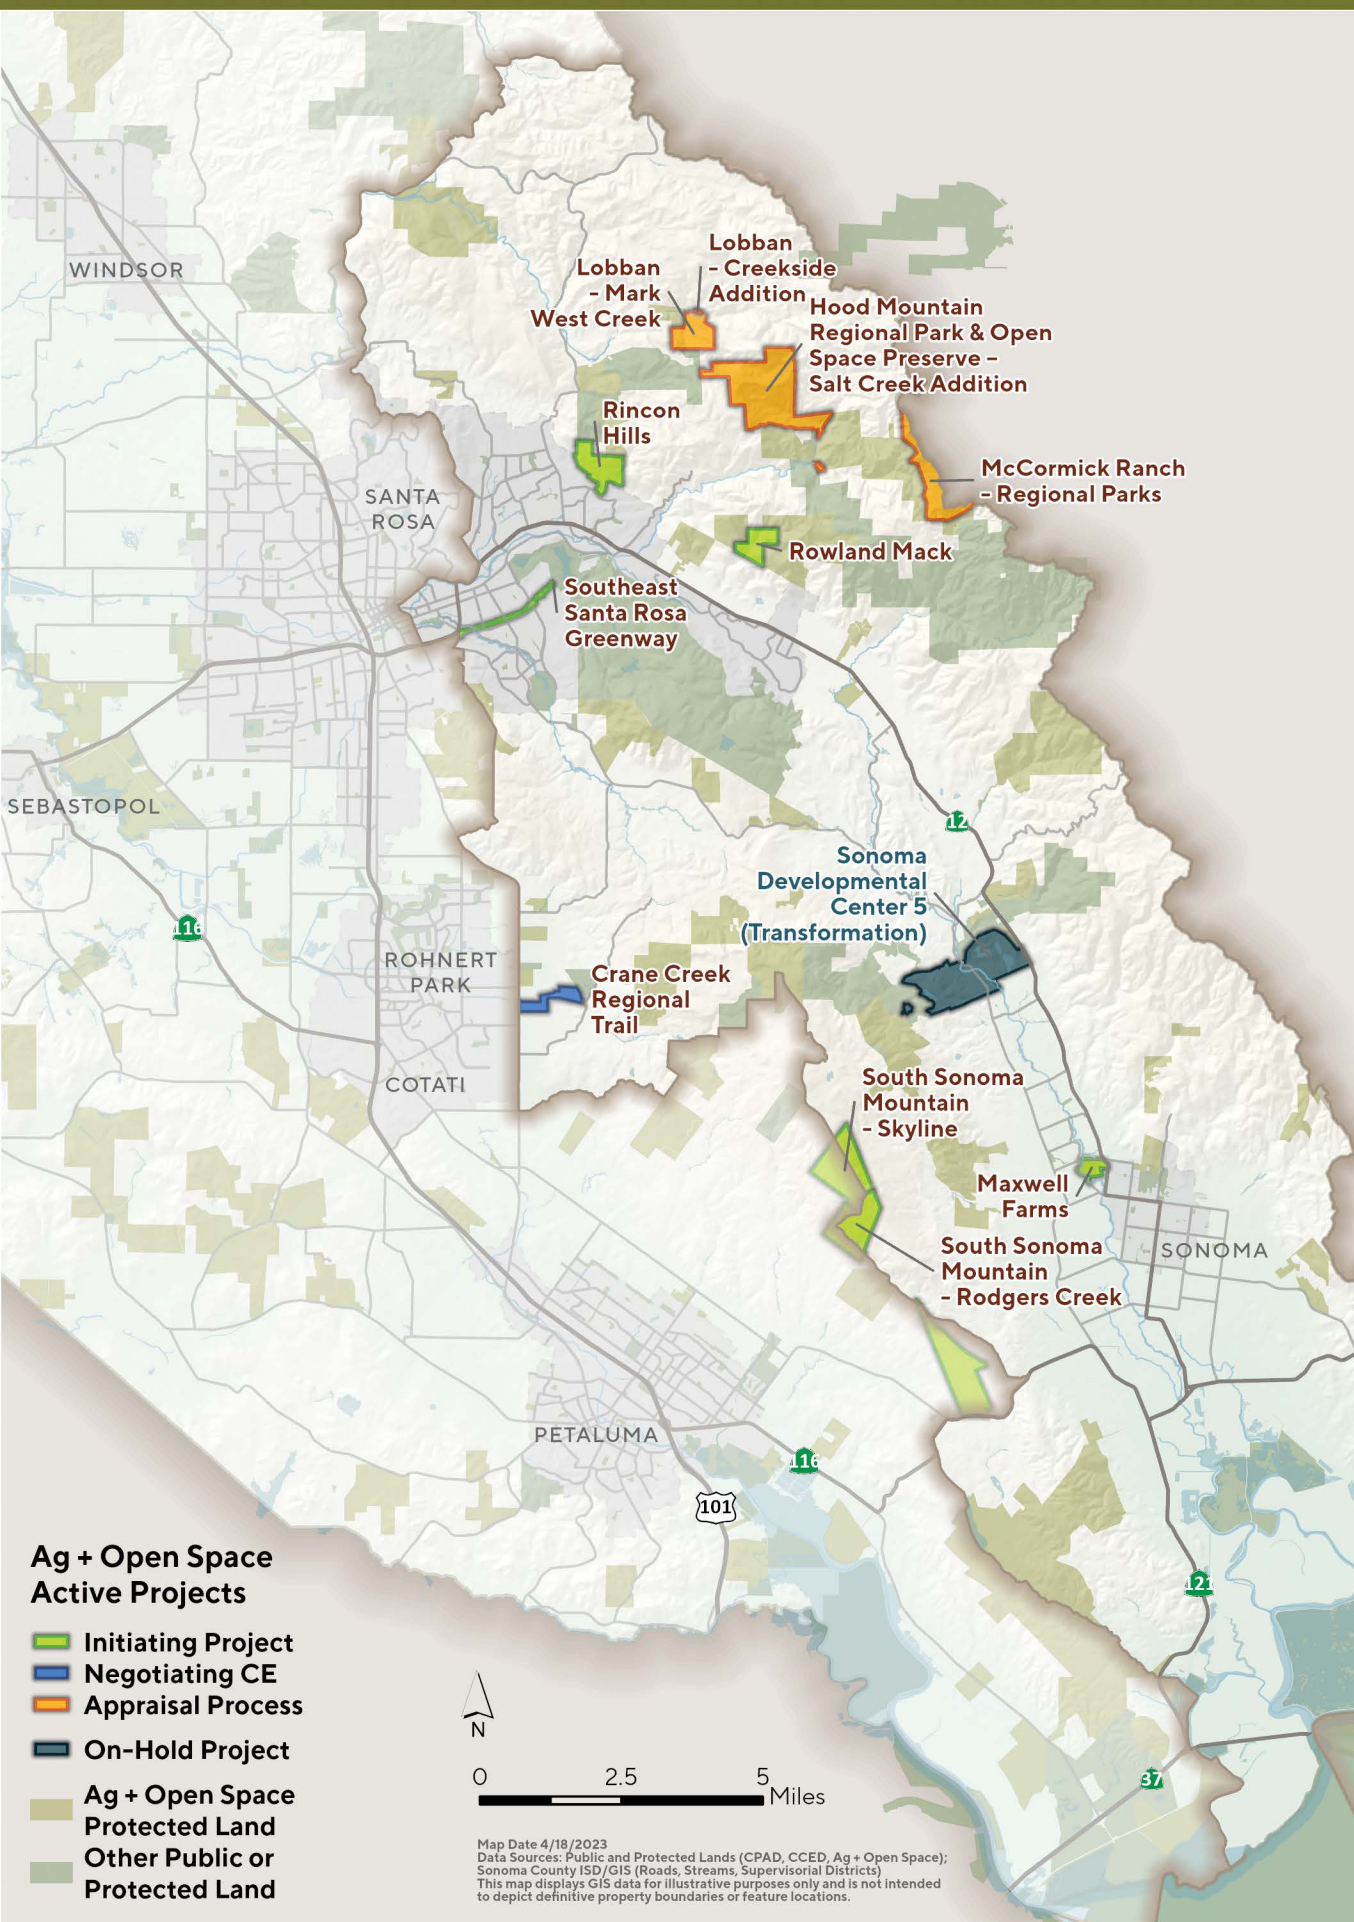 Lobban
- Creekside
Addition
Lobban
- Mark
West Creek
WINDSOR
Hood Mountain
Regional Park & Open
Space Preserve –
Salt Creek Addition
Rincon
Hills
McCormick Ranch
- Regional Parks
SANTA
ROSA
Rowland Mack
Southeast
Santa Rosa
Greenway
SEBASTOPOL
12
Sonoma
Developmental
Center 5
(Transformation)
116
ROHNERT
PARK
Crane Creek
Regional
Trail
COTATI
South Sonoma
Mountain
- Skyline
Maxwell
Farms
SONOMA
South Sonoma
Mountain
- Rodgers Creek
PETALUMA
116
101
121
37
Ag + Open Space
Active Projects
Initiating Project
Negotiating CE
Appraisal Process
On-Hold Project
Ag + Open Space
Protected Land
Other Public or
Protected Land
N
0 2.5 5
Miles
Map Date 4/18/2023
Data Sources: Public and Protected Lands (CPAD, CCED, Ag + Open Space);
Sonoma County ISD/GIS (Roads, Streams, Supervisorial Districts)
This map displays GIS data for illustrative purposes only and is not intended
to depict definitive property boundaries or feature locations.